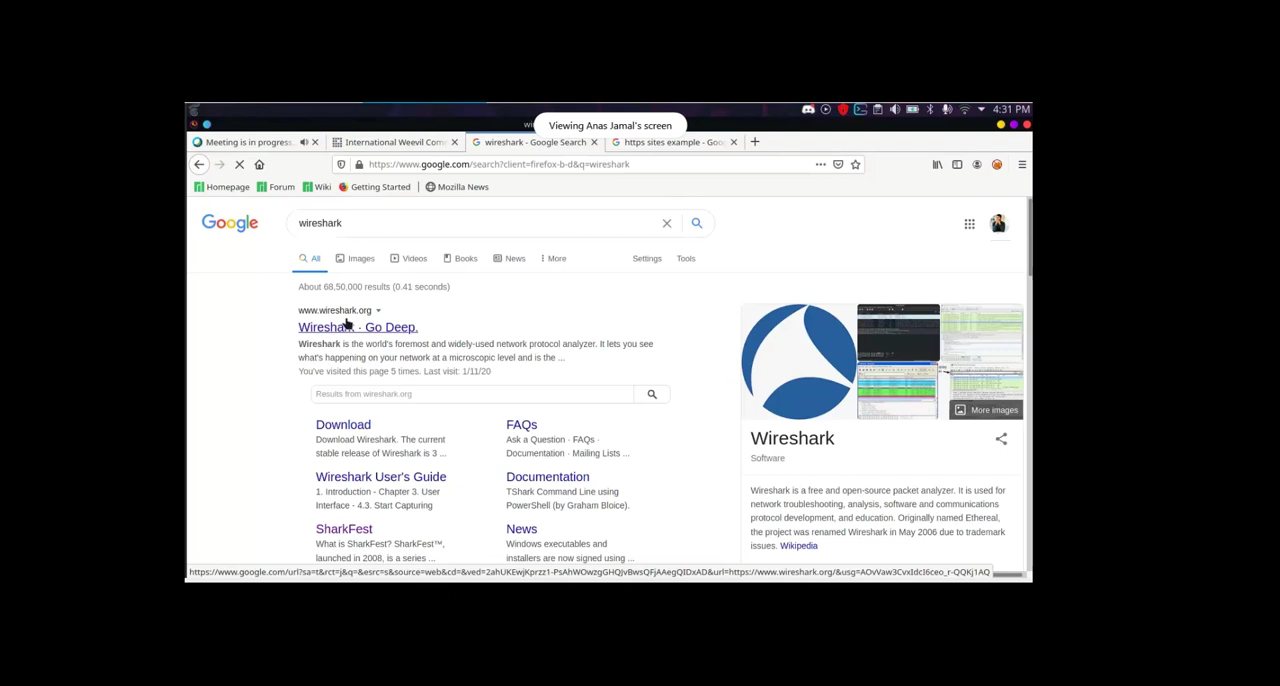 4:31 PM
Viewing Anas Jamal's screen
Meeting is in progress.
International Weevil Com
wireshark - Google Search
https sites example - Goo
https://www.google.com/search?client=firefox-b-d&q=wireshark
Homepage
Forum
Wiki
Getting Started
Mozilla News
Google
wireshark
All
Images
Videos
Books
News
More
Settings
Tools
About 68,50,000 results (0.41 seconds)
www.wireshark.org
Wireshark · Go Deep.
Wireshark is the world's foremost and widely-used network protocol analyzer. It lets you see
what's happening on your network at a microscopic level and is the ...
You've visited this page 5 times. Last visit: 1/11/20
Results from wireshark.org
Download
Download Wireshark. The current
stable release of Wireshark is 3 ...
FAQs
Ask a Question · FAQs ·
Documentation · Mailing Lists ...
Wireshark User's Guide
1. Introduction - Chapter 3. User
Interface - 4.3. Start Capturing
Documentation
TShark Command Line using
PowerShell (by Graham Bloice).
SharkFest
What is SharkFest? SharkFest™,
launched in 2008, is a series ...
News
Windows executables and
installers are now signed using ...
More images
Wireshark
Software
Wireshark is a free and open-source packet analyzer. It is used for
network troubleshooting, analysis, software and communications
protocol development, and education. Originally named Ethereal,
the project was renamed Wireshark in May 2006 due to trademark
issues. Wikipedia